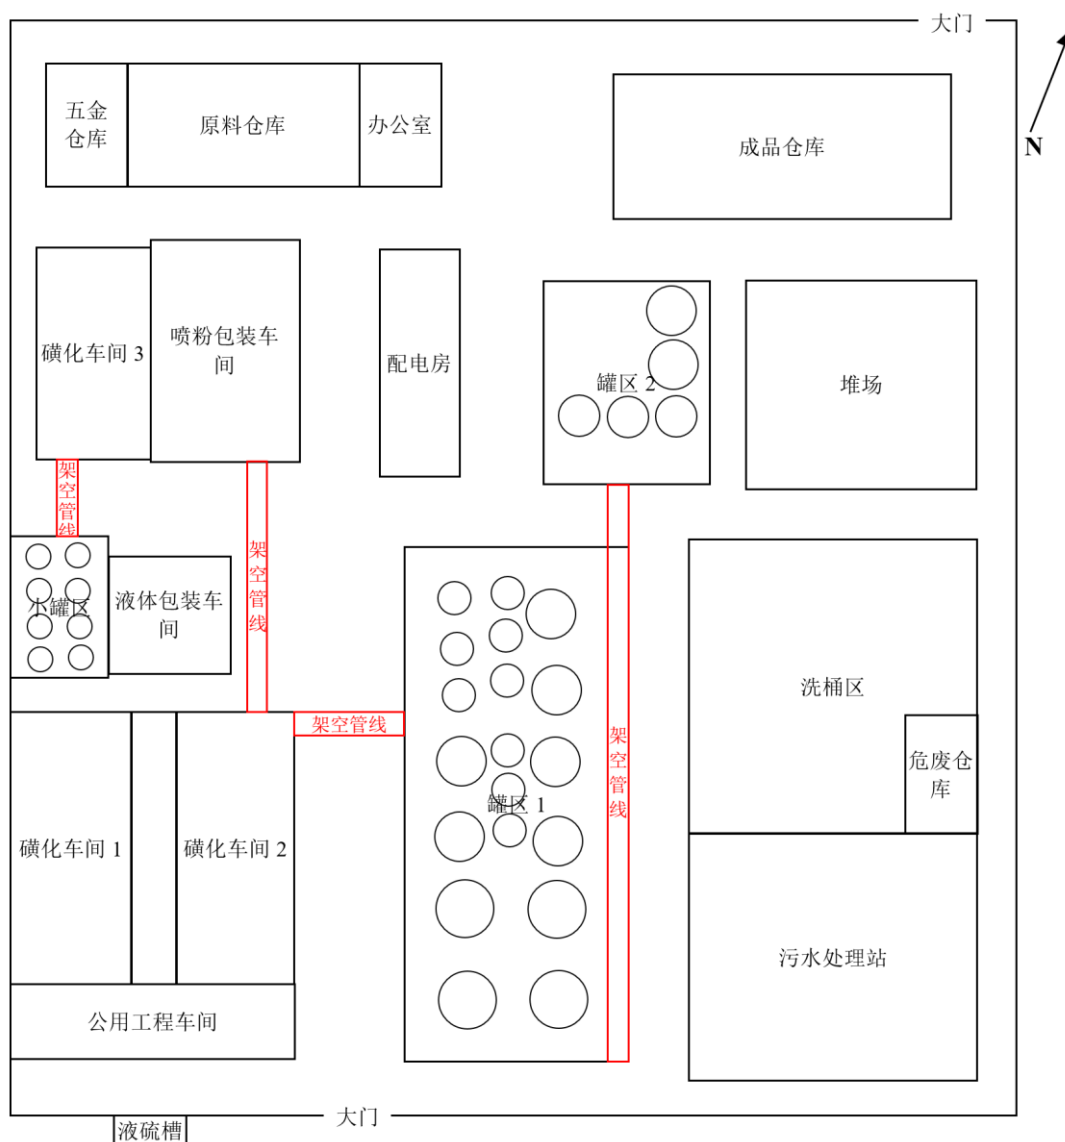 大门
N
五金
仓库
原料仓库
办公室
成品仓库
磺化车间 3
喷粉包装车
间
配电房
罐区 2
堆场
架空管线
架空管线
小罐区
液体包装车
间
架空管线
架空管线
洗桶区
危废仓
库
罐区 1
磺化车间 1
磺化车间 2
污水处理站
公用工程车间
大门
液硫槽